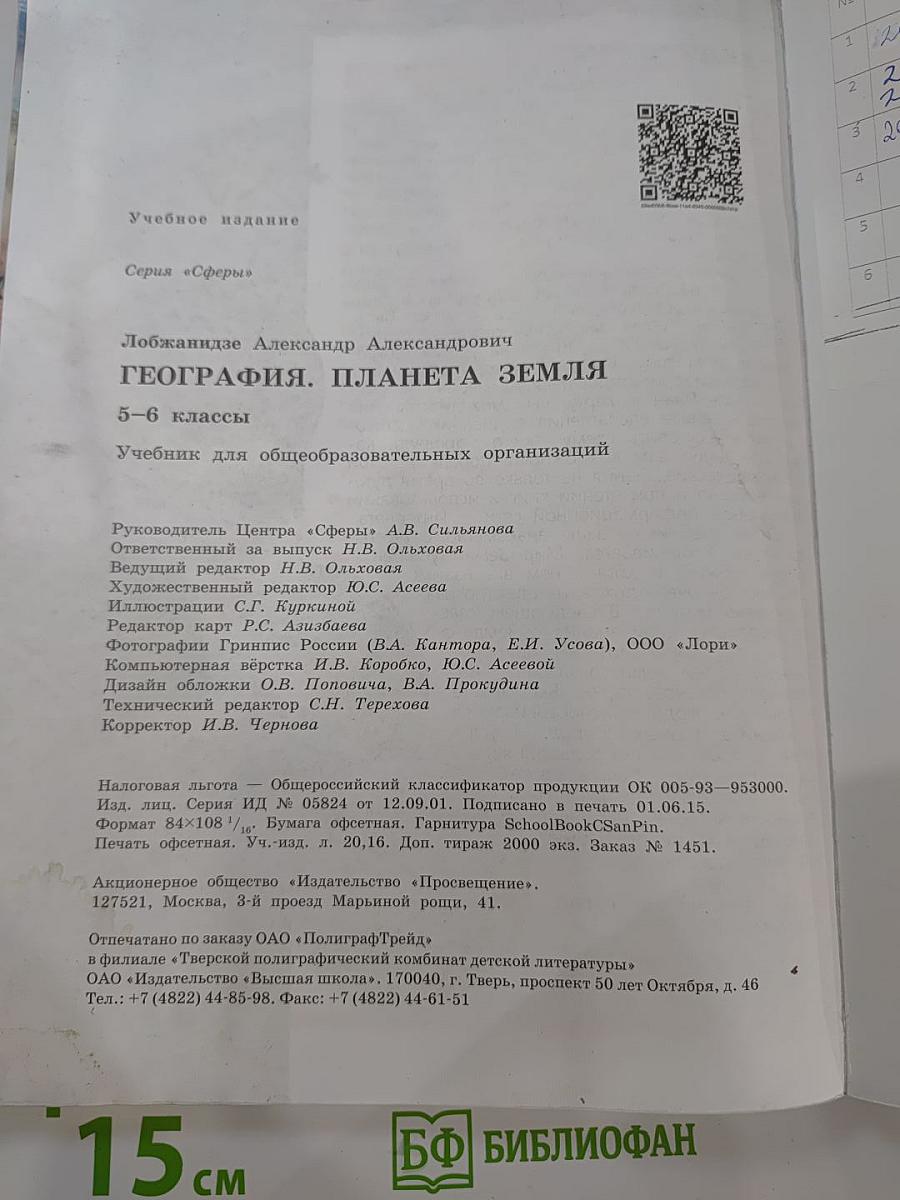 Учебное издание
Серия «Сферы»
Лобжанидзе Александр Александрович
ГЕОГРАФИЯ. ПЛАНЕТА ЗЕМЛЯ
5—6 классы
Учебник для общеобразовательных организаций
Руководитель Центра «Сферы» А.В. Сильянова
Ответственный за выпуск Н.В. Ольховая
Ведущий редактор Н.В. Ольховая
Художественный редактор Ю.С. Асеева
Иллюстрации С.Г. Куркиной
Редактор карт Р.С. Азизбаева
Фотографии Гринпис России (В.А. Кантора, Е.И. Усова), ООО «Лори»
Компьютерная вёрстка И.В. Коробко, Ю.С. Асеевой
Дизайн обложки О.В. Поповича, В.А. Прокудина
Технический редактор С.Н. Терехова
Корректор И.В. Чернова
Налоговая льгота — Общероссийский классификатор продукции ОК 005-93—953000.
Изд. лиц. Серия ИД № 05824 от 12.09.01. Подписано в печать 01.06.15.
Формат 84×108 1/16. Бумага офсетная. Гарнитура SchoolBookCSanPin.
Печать офсетная. Уч.-изд. л. 20,16. Доп. тираж 2000 экз. Заказ № 1451.
Акционерное общество «Издательство «Просвещение».
127521, Москва, 3-й проезд Марьиной рощи, 41.
Отпечатано по заказу ОАО «ПолиграфТрейд»
в филиале «Тверской полиграфический комбинат детской литературы»
ОАО «Издательство «Высшая школа». 170040, г. Тверь, проспект 50 лет Октября, д. 46
Тел.: +7 (4822) 44-85-98. Факс: +7 (4822) 44-61-51
№
1
2
3
4
5
6
15 см
БФ БИБЛИОФАН